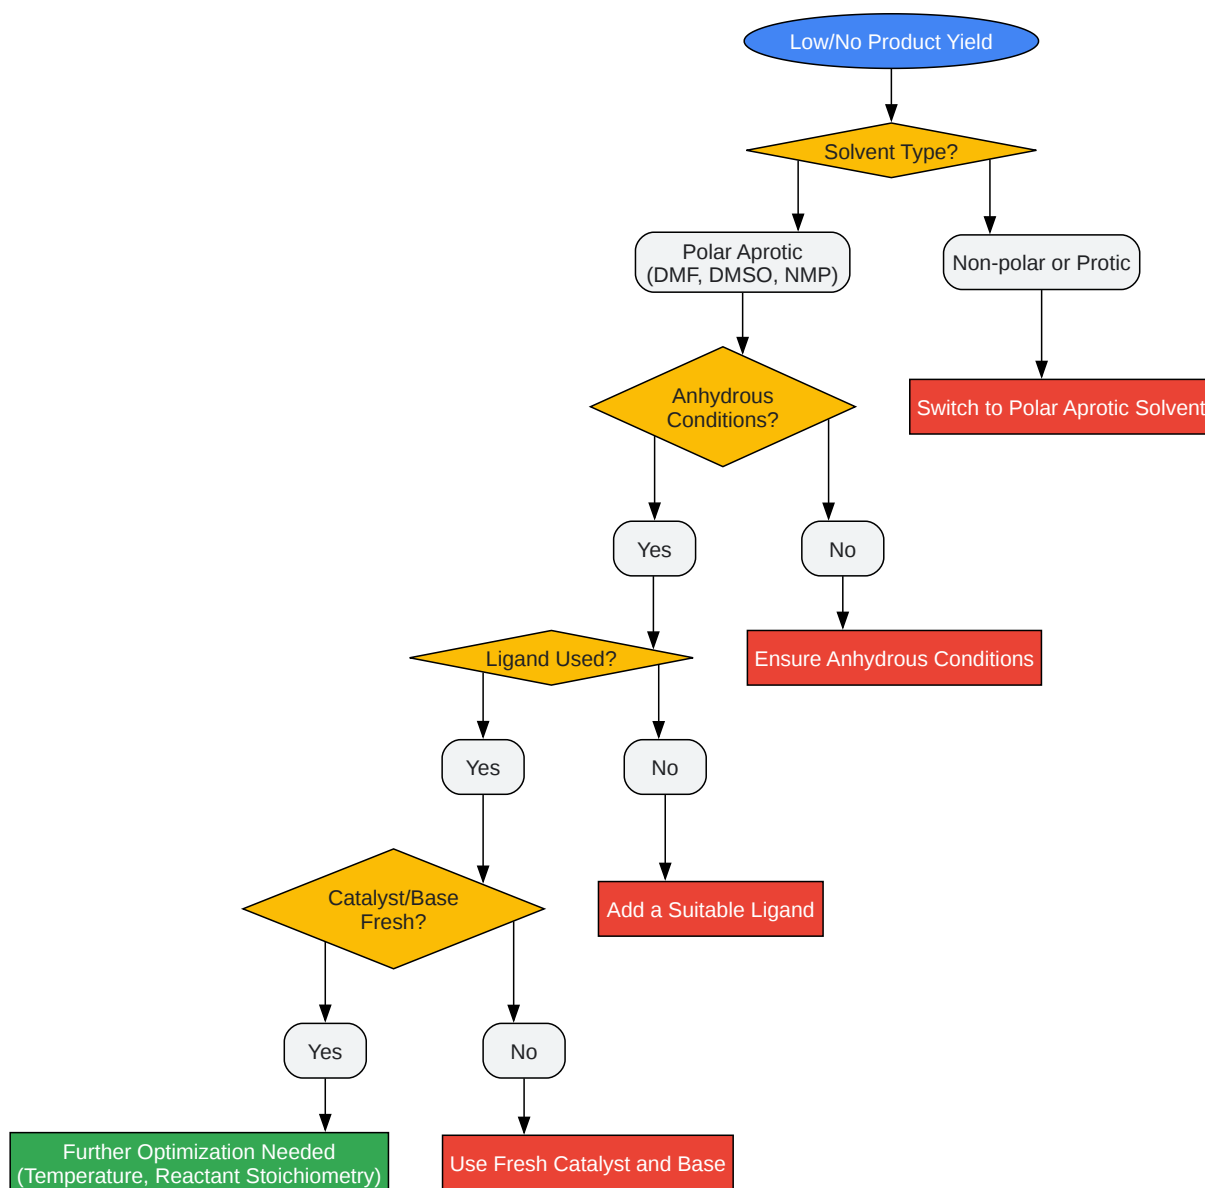 Low/No Product Yield
Solvent Type?
Polar Aprotic
(DMF, DMSO, NMP)
Non-polar or Protic
Anhydrous
Conditions?
Switch to Polar Aprotic Solvent
Yes
No
Ligand Used?
Ensure Anhydrous Conditions
Yes
No
Catalyst/Base
Fresh?
Add a Suitable Ligand
Yes
No
Further Optimization Needed
(Temperature, Reactant Stoichiometry)
Use Fresh Catalyst and Base